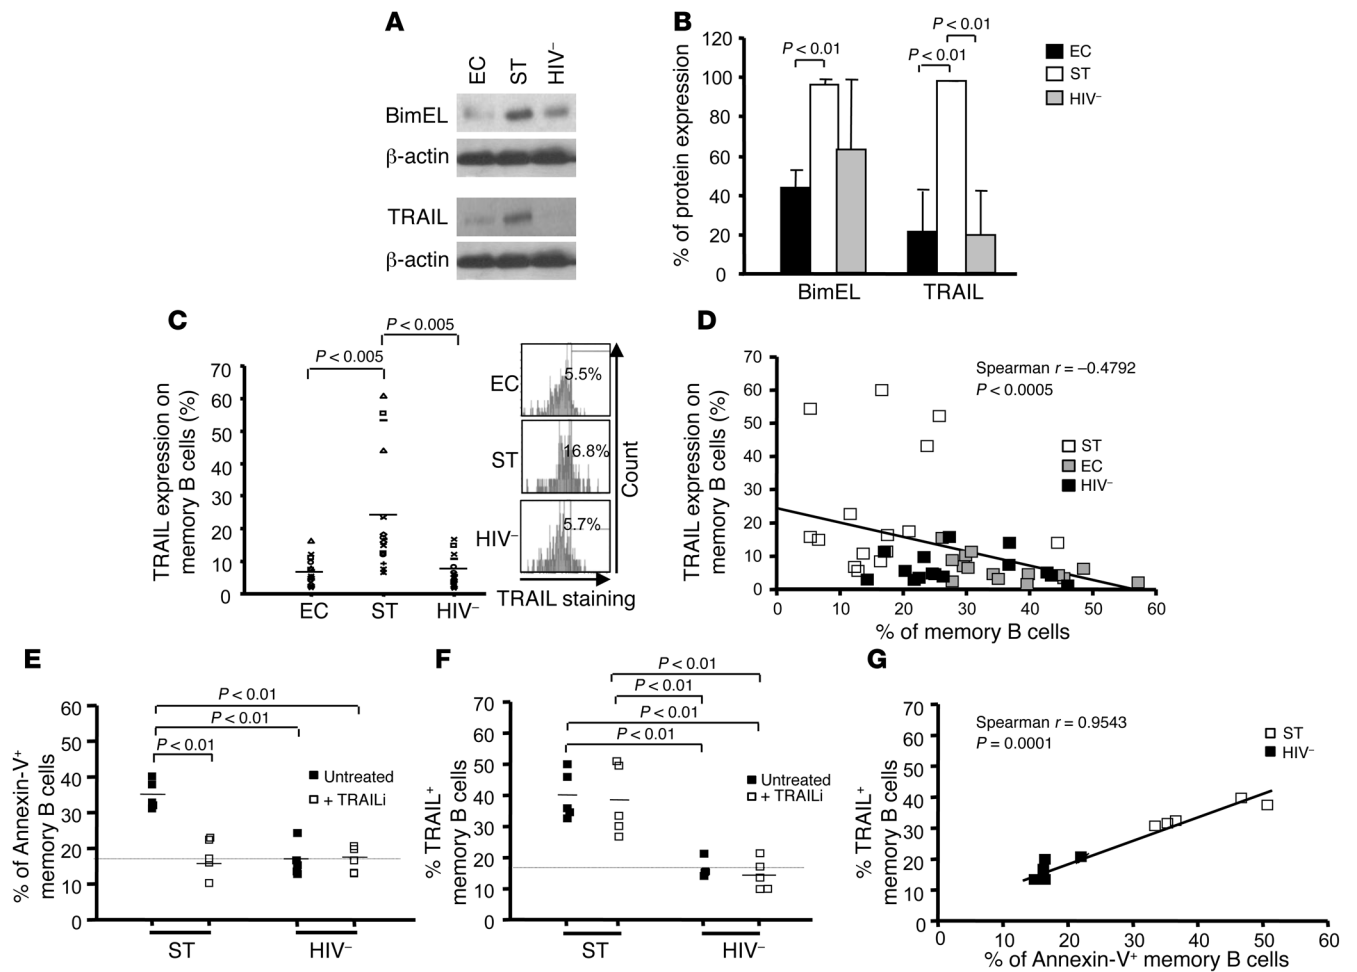 A
EC
ST
HIV–
BimEL
β-actin
TRAIL
β-actin
B
% of protein expression
120
100
80
60
40
20
0
P < 0.01
P < 0.01
P < 0.01
BimEL
TRAIL
EC
ST
HIV–
C
P < 0.005
P < 0.005
TRAIL expression on
memory B cells (%)
70
60
50
40
30
20
10
0
EC
ST
HIV–
EC
5.5%
ST
16.8%
HIV–
5.7%
Count
TRAIL staining
D
TRAIL expression on
memory B cells (%)
70
60
50
40
30
20
10
0
Spearman r = –0.4792
P < 0.0005
ST
EC
HIV–
0
10
20
30
40
50
60
% of memory B cells
E
% of Annexin-V+
memory B cells
60
50
40
30
20
10
0
P < 0.01
P < 0.01
P < 0.01
Untreated
+ TRAILi
ST
HIV–
F
% TRAIL+
memory B cells
70
60
50
40
30
20
10
0
P < 0.01
P < 0.01
P < 0.01
P < 0.01
Untreated
+ TRAILi
ST
HIV–
G
% TRAIL+
memory B cells
70
60
50
40
30
20
10
0
Spearman r = 0.9543
P = 0.0001
ST
HIV–
0
10
20
30
40
50
60
% of Annexin-V+ memory B cells